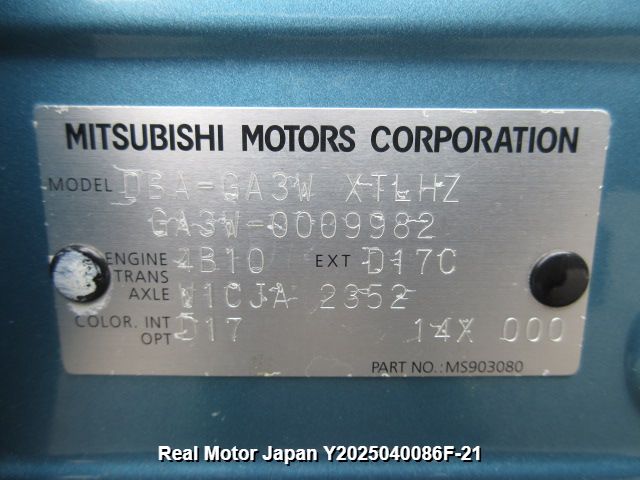 MITSUBISHI MOTORS CORPORATION
MODEL DBA-GA3W XTLHZ
GA3W-0009982
ENGINE 4B10 EXT D17C
TRANS
AXLE W1CJA 2352
COLOR. INT D17 14X 000
OPT
PART NO.: MS903080
Real Motor Japan Y2025040086F-21